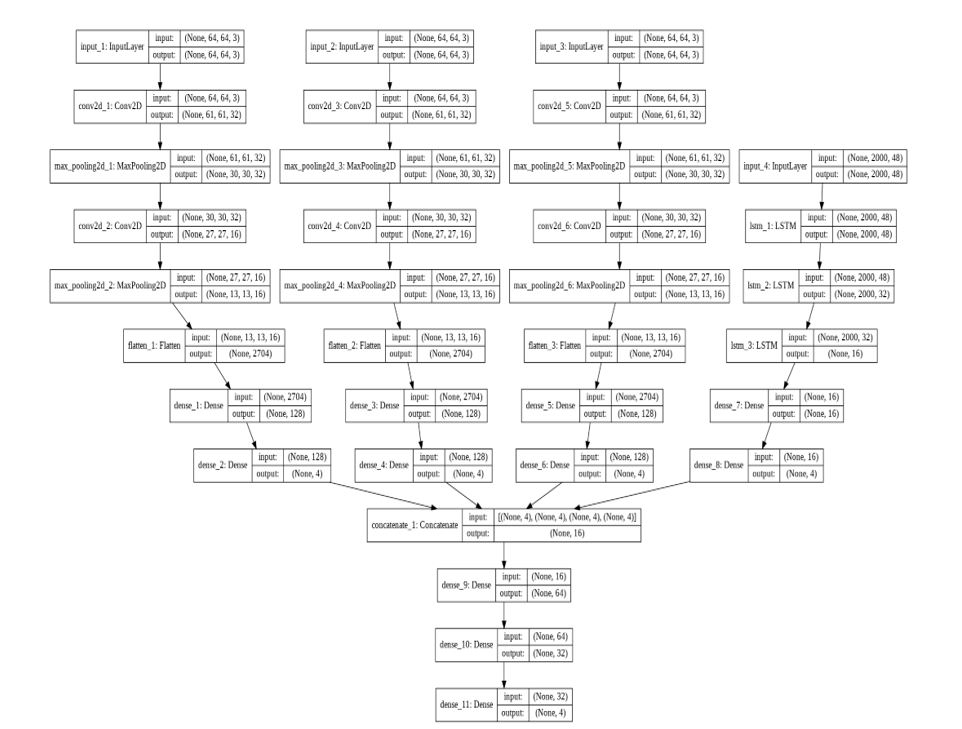 input_1: InputLayer input: (None, 64, 64, 3) output: (None, 64, 64, 3)
conv2d_1: Conv2D input: (None, 64, 64, 3) output: (None, 61, 61, 32)
max_pooling2d_1: MaxPooling2D input: (None, 61, 61, 32) output: (None, 30, 30, 32)
conv2d_2: Conv2D input: (None, 30, 30, 32) output: (None, 27, 27, 16)
max_pooling2d_2: MaxPooling2D input: (None, 27, 27, 16) output: (None, 13, 13, 16)
flatten_1: Flatten input: (None, 13, 13, 16) output: (None, 2704)
dense_1: Dense input: (None, 2704) output: (None, 128)
dense_2: Dense input: (None, 128) output: (None, 4)
input_2: InputLayer input: (None, 64, 64, 3) output: (None, 64, 64, 3)
conv2d_3: Conv2D input: (None, 64, 64, 3) output: (None, 61, 61, 32)
max_pooling2d_3: MaxPooling2D input: (None, 61, 61, 32) output: (None, 30, 30, 32)
conv2d_4: Conv2D input: (None, 30, 30, 32) output: (None, 27, 27, 16)
max_pooling2d_4: MaxPooling2D input: (None, 27, 27, 16) output: (None, 13, 13, 16)
flatten_2: Flatten input: (None, 13, 13, 16) output: (None, 2704)
dense_3: Dense input: (None, 2704) output: (None, 128)
dense_4: Dense input: (None, 128) output: (None, 4)
input_3: InputLayer input: (None, 64, 64, 3) output: (None, 64, 64, 3)
conv2d_5: Conv2D input: (None, 64, 64, 3) output: (None, 61, 61, 32)
max_pooling2d_5: MaxPooling2D input: (None, 61, 61, 32) output: (None, 30, 30, 32)
conv2d_6: Conv2D input: (None, 30, 30, 32) output: (None, 27, 27, 16)
max_pooling2d_6: MaxPooling2D input: (None, 27, 27, 16) output: (None, 13, 13, 16)
flatten_3: Flatten input: (None, 13, 13, 16) output: (None, 2704)
dense_5: Dense input: (None, 2704) output: (None, 128)
dense_6: Dense input: (None, 128) output: (None, 4)
input_4: InputLayer input: (None, 2000, 48) output: (None, 2000, 48)
lstm_1: LSTM input: (None, 2000, 48) output: (None, 2000, 48)
lstm_2: LSTM input: (None, 2000, 48) output: (None, 2000, 32)
lstm_3: LSTM input: (None, 2000, 32) output: (None, 16)
dense_7: Dense input: (None, 16) output: (None, 16)
dense_8: Dense input: (None, 16) output: (None, 4)
concatenate_1: Concatenate input: [(None, 4), (None, 4), (None, 4), (None, 4)] output: (None, 16)
dense_9: Dense input: (None, 16) output: (None, 64)
dense_10: Dense input: (None, 64) output: (None, 32)
dense_11: Dense input: (None, 32) output: (None, 4)